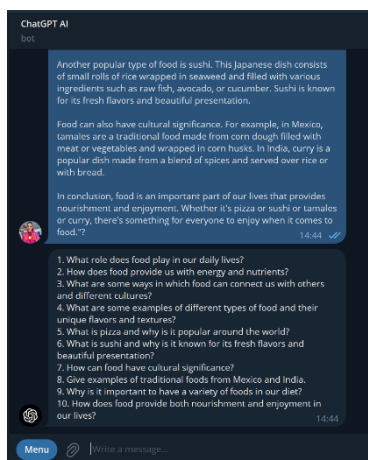 ChatGPT AI
bot
Another popular type of food is sushi. This Japanese dish consists
of small rolls of rice wrapped in seaweed and filled with various
ingredients such as raw fish, avocado, or cucumber. Sushi is known
for its fresh flavors and beautiful presentation.
Food can also have cultural significance. For example, in Mexico,
tamales are a traditional food made from corn dough filled with
meat or vegetables and wrapped in corn husks. In India, curry is a
popular dish made from a blend of spices and served over rice or
with bread.
In conclusion, food is an important part of our lives that provides
nourishment and enjoyment. Whether it's pizza or sushi or tamales
or curry, there's something for everyone to enjoy when it comes to
food."?
14:44
1. What role does food play in our daily lives?
2. How does food provide us with energy and nutrients?
3. What are some ways in which food can connect us with others
and different cultures?
4. What are some examples of different types of food and their
unique flavors and textures?
5. What is pizza and why is it popular around the world?
6. What is sushi and why is it known for its fresh flavors and
beautiful presentation?
7. How can food have cultural significance?
8. Give examples of traditional foods from Mexico and India.
9. Why is it important to have a variety of foods in our diet?
10. How does food provide both nourishment and enjoyment in
our lives?
14:44
Menu
Write a message...